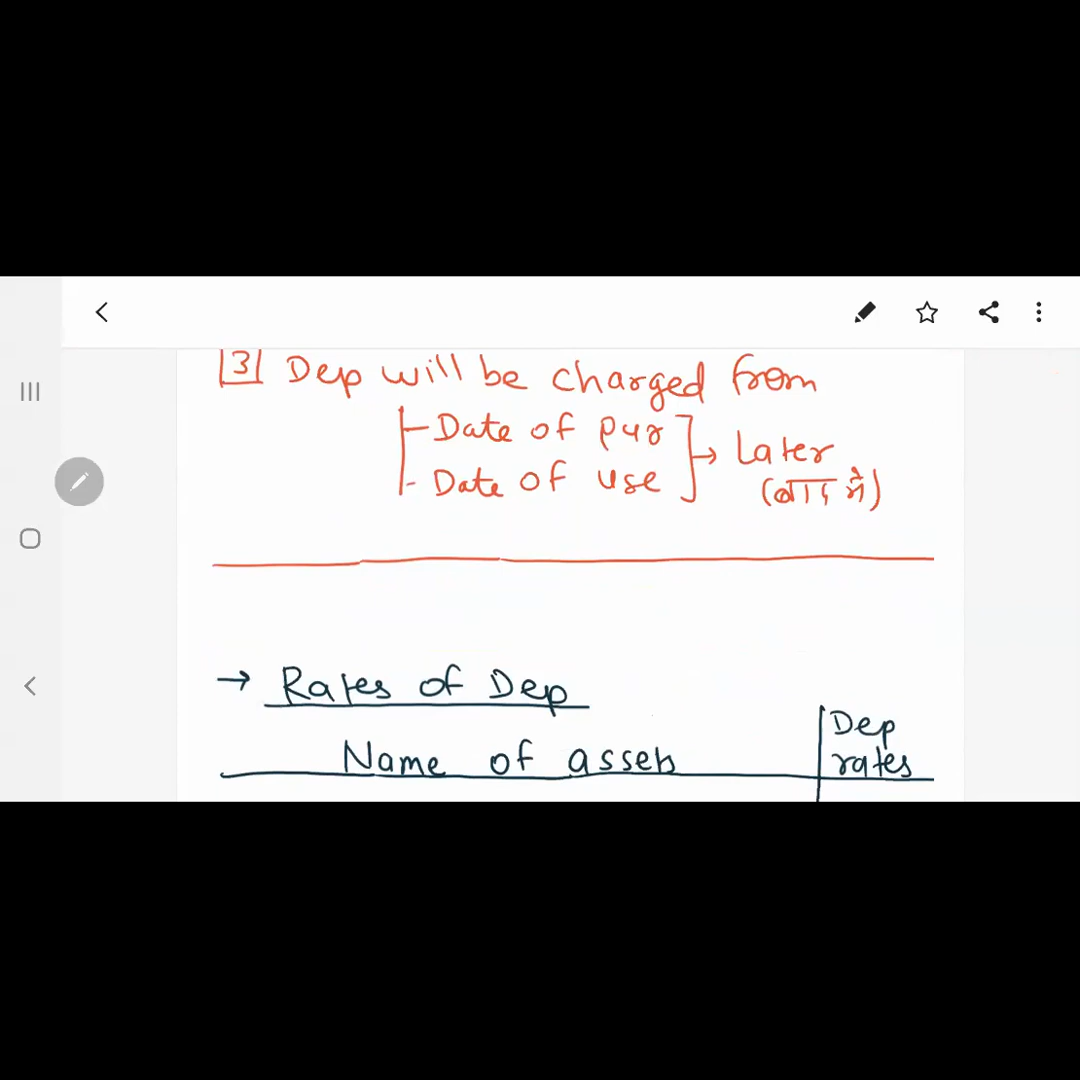 3 Dep will be charged from
Date of pur
Date of use
→ Later
(बाद में)
→ Rates of Dep
Name of assets
Dep rates